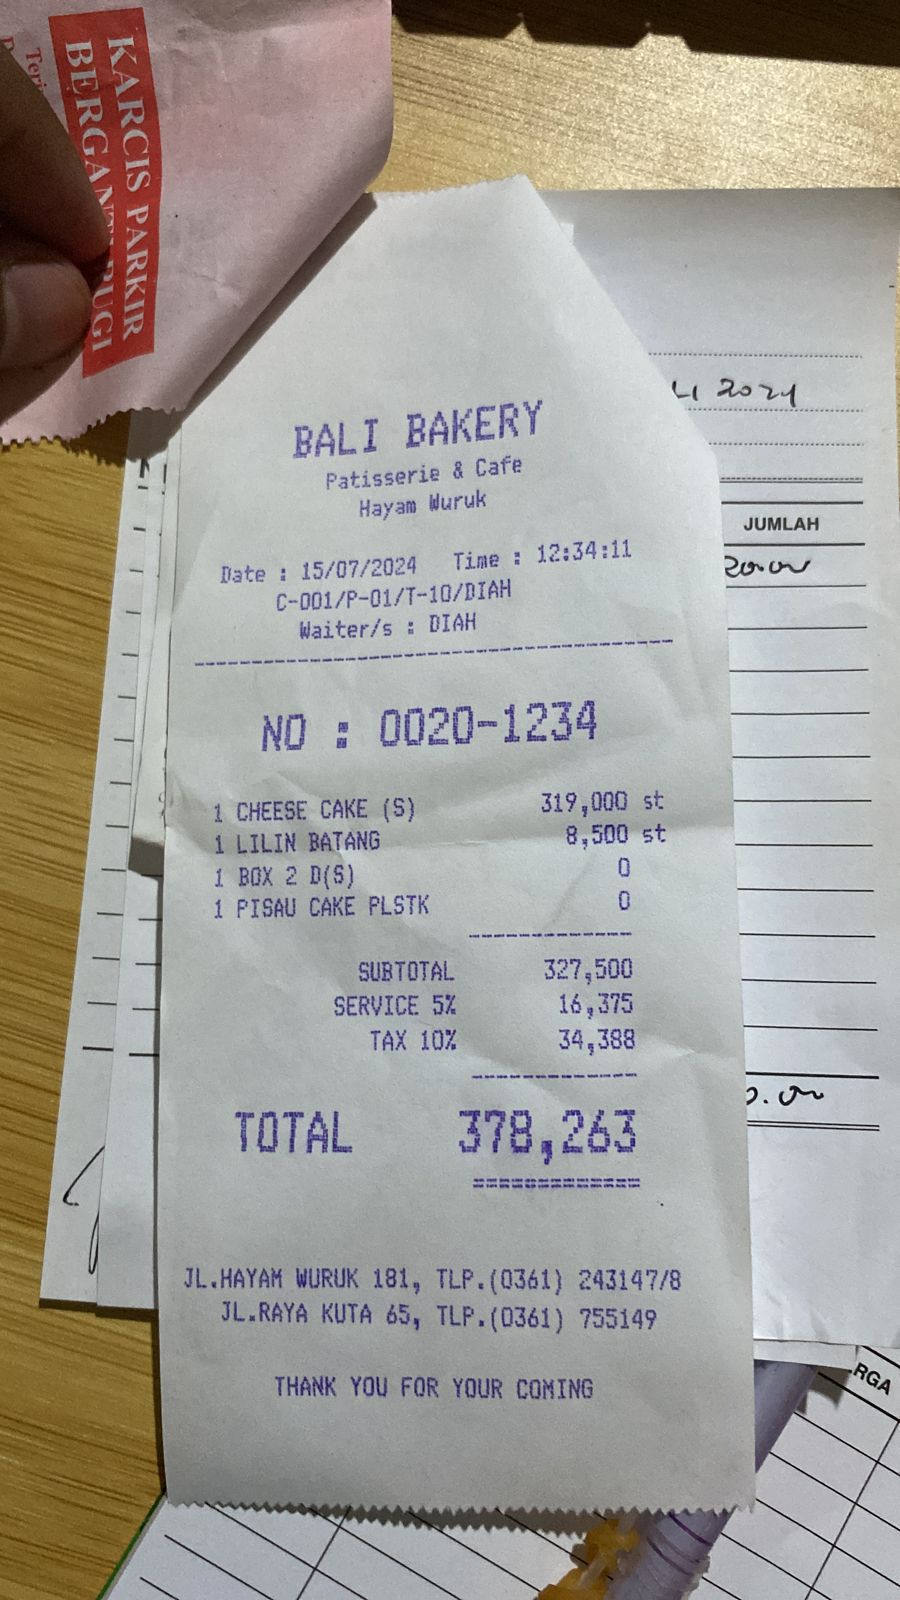 KARCIS PARKIR
Teri
BALI BAKERY
Patisserie & Cafe
Hayam Wuruk
Date : 15/07/2024 Time : 12:34:11
C-001/P-01/T-10/DIAH
Waiter/s : DIAH
NO : 0020-1234
1 CHEESE CAKE (S) 319,000 st
1 LILIN BATANG 8,500 st
1 BOX 2 D(S) 0
1 PISAU CAKE PLSTK 0
SUBTOTAL 327,500
SERVICE 5% 16,375
TAX 10% 34,388
TOTAL 378,263
=============
JL.HAYAM WURUK 181, TLP.(0361) 243147/8
JL.RAYA KUTA 65, TLP.(0361) 755149
THANK YOU FOR YOUR COMING
JUMLAH
RGA